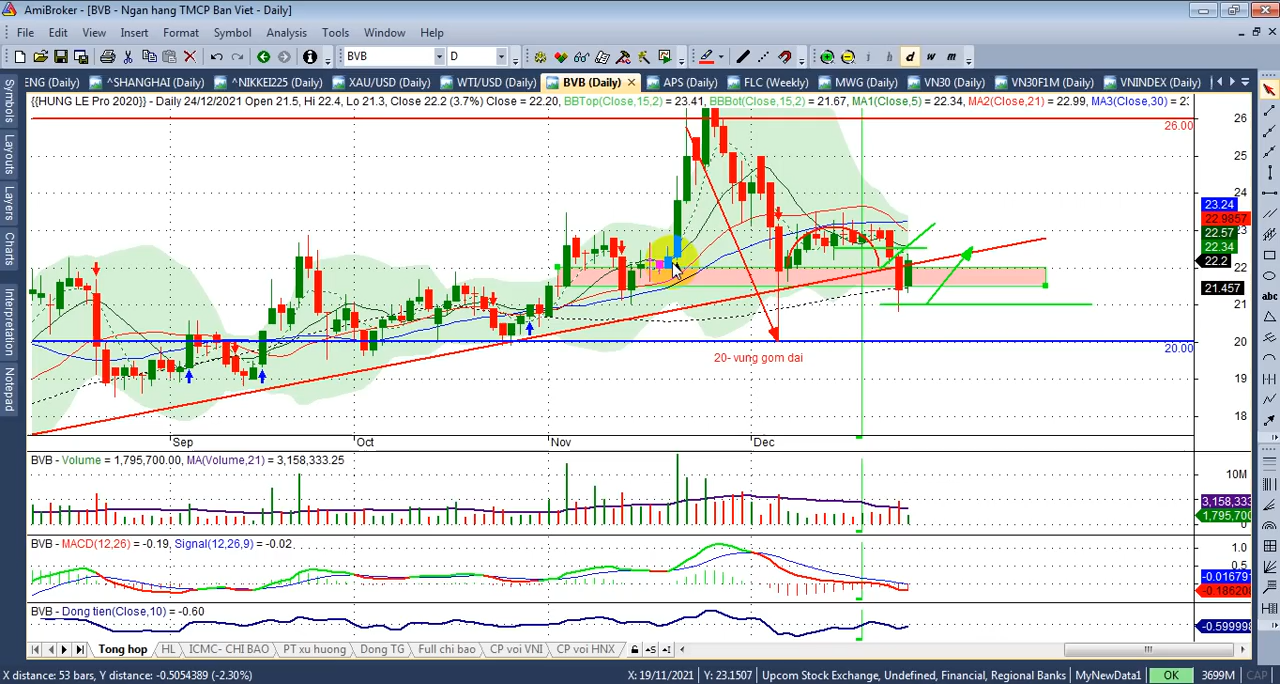 AmiBroker - [BVB - Ngan hang TMCP Ban Viet - Daily]
File Edit View Insert Format Symbol Analysis Tools Window Help
BVB D i h d w m
ENG (Daily) ^SHANGHAI (Daily) ^NIKKEI225 (Daily) XAU/USD (Daily) WTI/USD (Daily) BVB (Daily) APS (Daily) FLC (Weekly) MWG (Daily) VN30 (Daily) VN30F1M (Daily) VNINDEX (Daily)
{{HUNG LE Pro 2020}} - Daily 24/12/2021 Open 21.5, Hi 22.4, Lo 21.3, Close 22.2 (3.7%) Close = 22.20, BBTop(Close,15,2) = 23.41, BBBot(Close,15,2) = 21.67, MA1(Close,5) = 22.34, MA2(Close,21) = 22.99, MA3(Close,30) = 23
Symbols
Layouts
Layers
Charts
Interpretation
Notepad
26.00
26
25
24
23.24
22.9857
23
22.57
22.34
22.2
22
21.457
21
20
20.00
19
18
20- vung gom dai
Sep Oct Nov Dec
BVB - Volume = 1,795,700.00, MA(Volume,21) = 3,158,333.25
10M
3,158,333
1,795,700
0
BVB - MACD(12,26) = -0.19, Signal(12,26,9) = -0.02
1.0
0.5
-0.01679
-0.18620
BVB - Dong tien(Close,10) = -0.60
-0.59999
abc
Tong hop HL ICMC- CHI BAO PT xu huong Dong TG Full chi bao CP voi VNI CP voi HNX
X distance: 53 bars, Y distance: -0.5054389 (-2.30%) X: 19/11/2021 Y: 23.1507 Upcom Stock Exchange, Undefined, Financial, Regional Banks MyNewData1 OK 3699M CAP